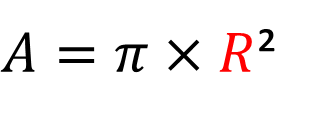 A = π × R²